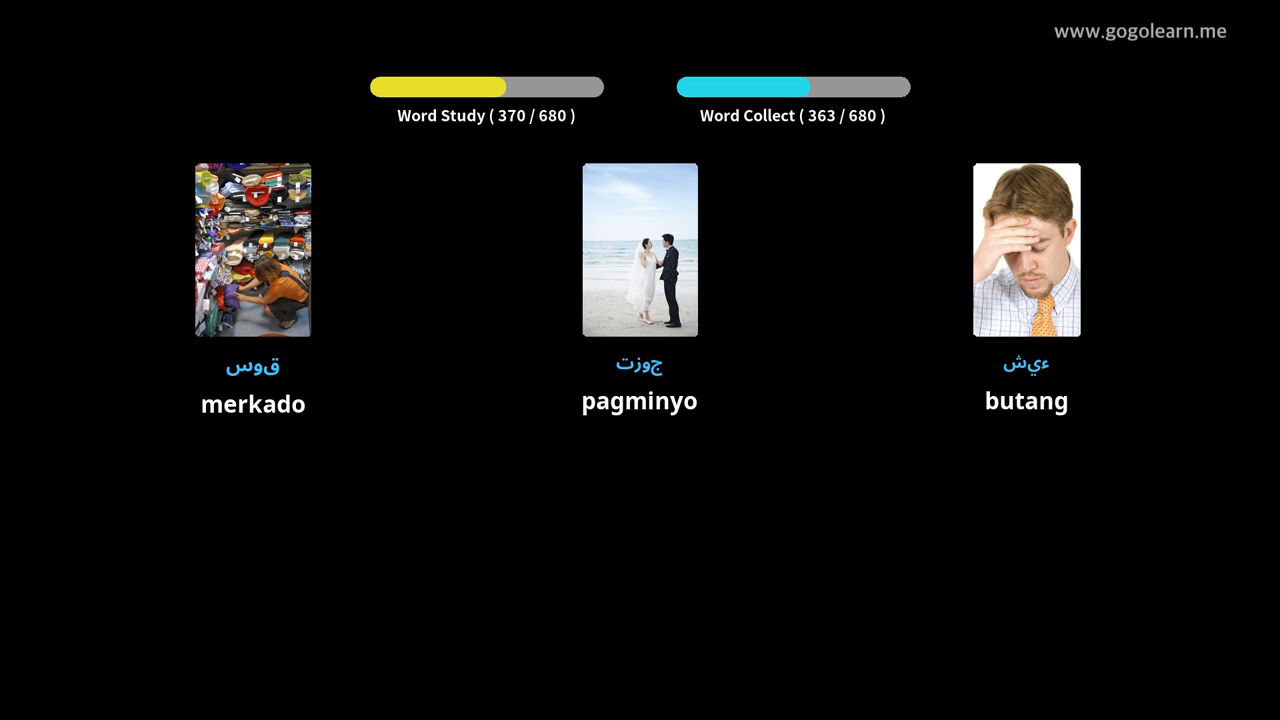 www.gogolearn.me
Word Study ( 370 / 680 )
Word Collect ( 363 / 680 )
قوس
جوزت
ءيش
merkado
pagminyo
butang